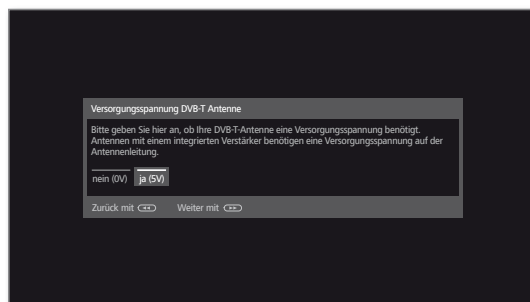 Versorgungsspannung DVB-T Antenne
Bitte geben Sie hier an, ob Ihre DVB-T-Antenne eine Versorgungsspannung benötigt.
Antennen mit einem integrierten Verstärker benötigen eine Versorgungsspannung auf der
Antennenleitung.
nein (0V) ja (5V)
Zurück mit Weiter mit